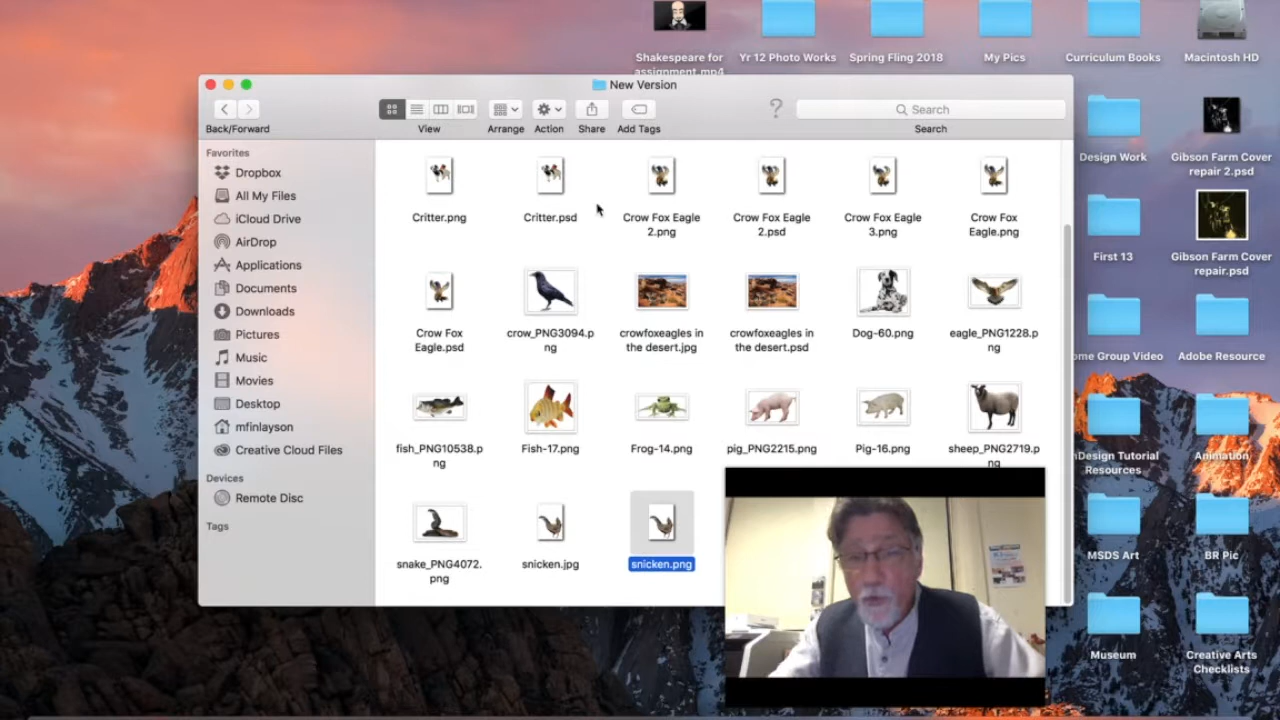 Shakespeare for
assignment.mp4
Yr 12 Photo Works
Spring Fling 2018
My Pics
Curriculum Books
Macintosh HD
New Version
Search
Back/Forward
View
Arrange
Action
Share
Add Tags
Search
Favorites
Dropbox
All My Files
iCloud Drive
AirDrop
Applications
Documents
Downloads
Pictures
Music
Movies
Desktop
mfinlayson
Creative Cloud Files
Devices
Remote Disc
Tags
Critter.png
Critter.psd
Crow Fox Eagle
2.png
Crow Fox Eagle
2.psd
Crow Fox Eagle
3.png
Crow Fox
Eagle.png
Crow Fox
Eagle.psd
crow_PNG3094.p
ng
crowfoxeagles in
the desert.jpg
crowfoxeagles in
the desert.psd
Dog-60.png
eagle_PNG1228.p
ng
fish_PNG10538.p
ng
Fish-17.png
Frog-14.png
pig_PNG2215.png
Pig-16.png
sheep_PNG2719.p
ng
snake_PNG4072.
png
snicken.jpg
snicken.png
Design Work
Gibson Farm Cover
repair 2.psd
First 13
Gibson Farm Cover
repair.psd
ome Group Video
Adobe Resource
nDesign Tutorial
Resources
Animation
MSDS Art
BR Pic
Museum
Creative Arts
Checklists